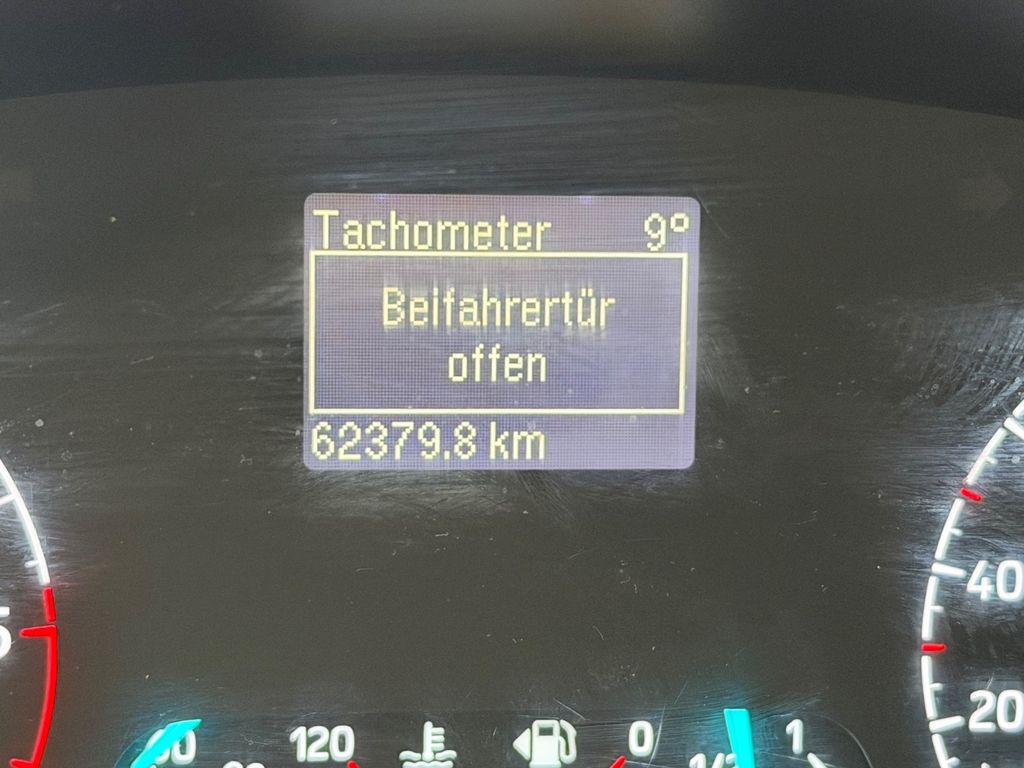 Tachometer 9°
Beifahrertür
offen
62379.8 km
40
20
120
0
1